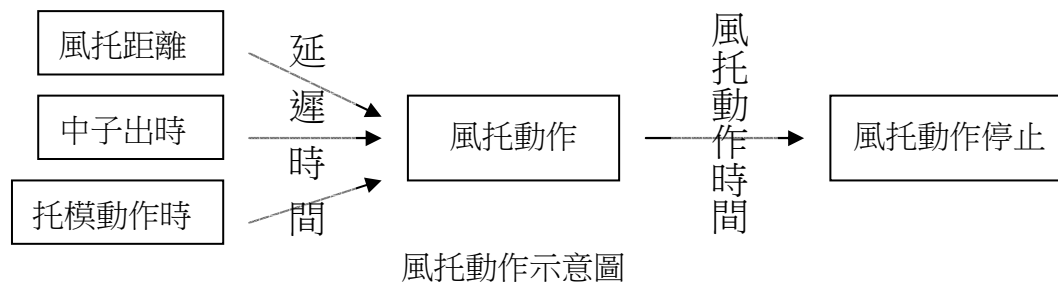 風托距離
中子出時
托模動作時
延遲時間
風托動作
風托動作時間
風托動作停止
風托動作示意圖